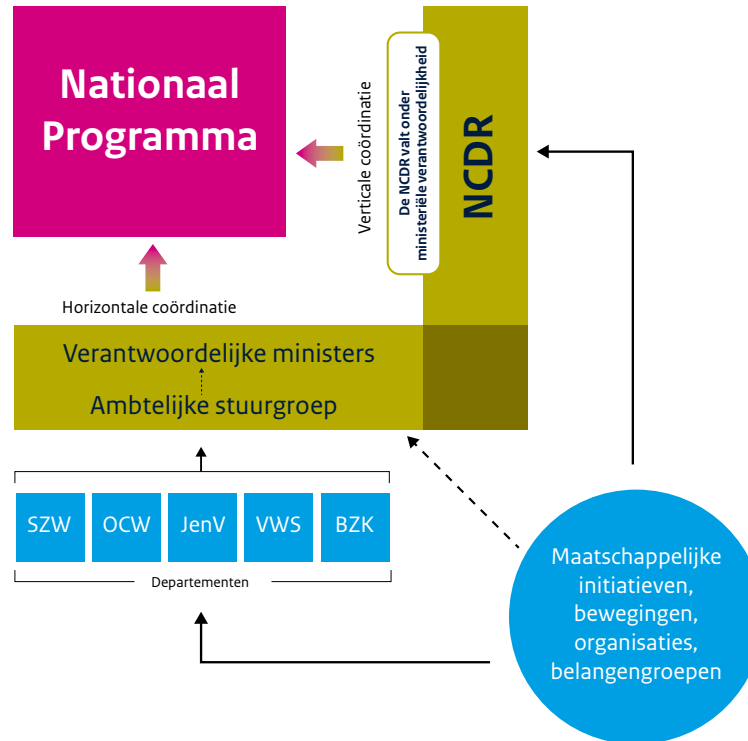 Nationaal
Programma
Verticale coördinatie
De NCDR valt onder
ministeriële verantwoordelijkheid
NCDR
Horizontale coördinatie
Verantwoordelijke ministers
Ambtelijke stuurgroep
SZW
OCW
JenV
VWS
BZK
Departementen
Maatschappelijke
initiatieven,
bewegingen,
organisaties,
belangengroepen